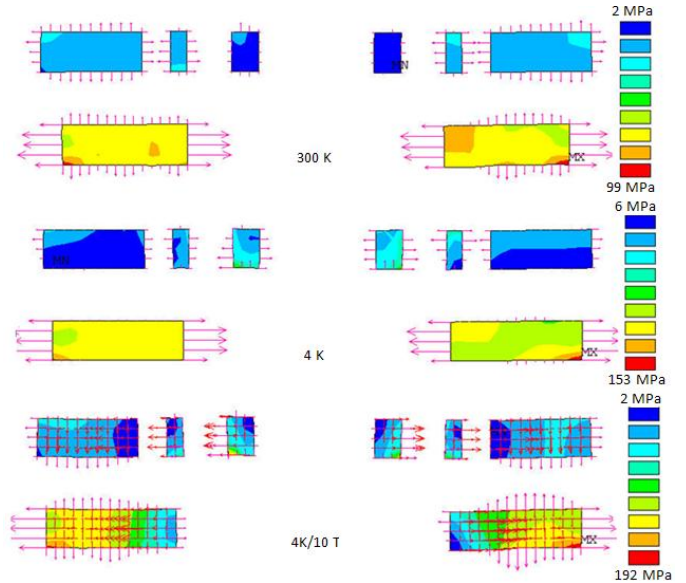 2 MPa
MN
300 K
MX
99 MPa
6 MPa
MN
4 K
MX
153 MPa
2 MPa
4K/10 T
MX
192 MPa